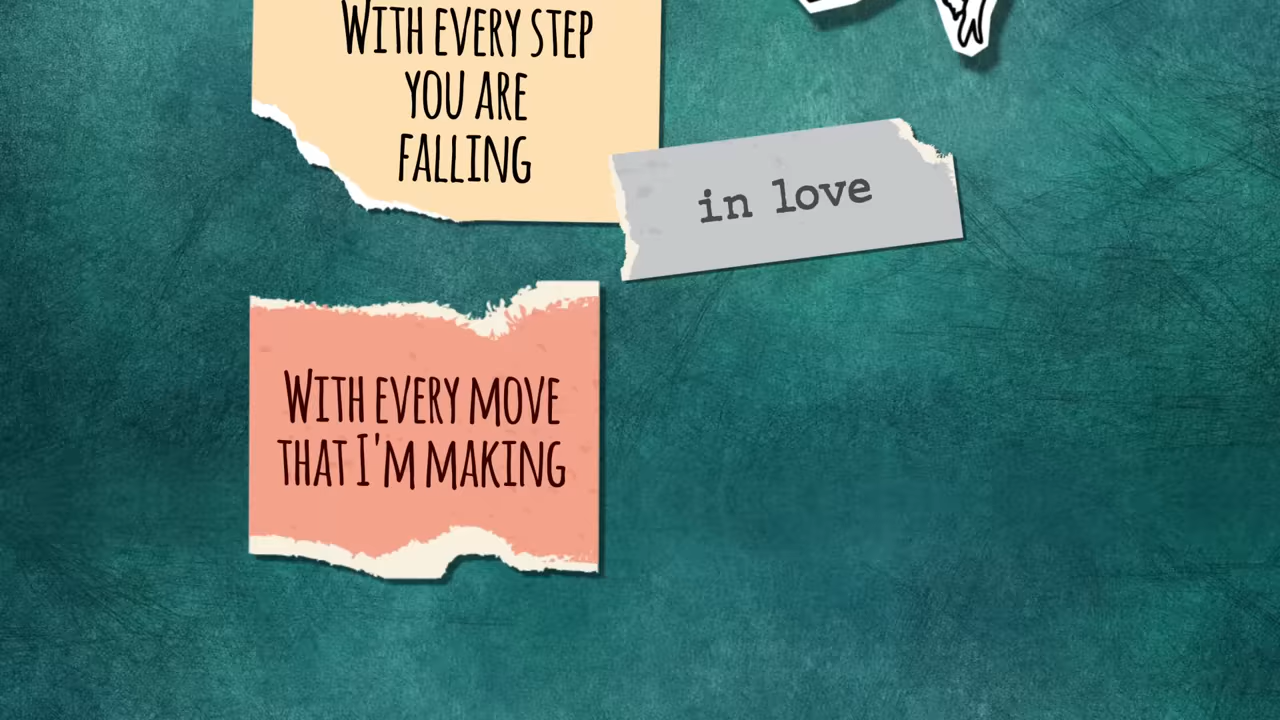 With every step
you are
falling
in love
With every move
that I'm making